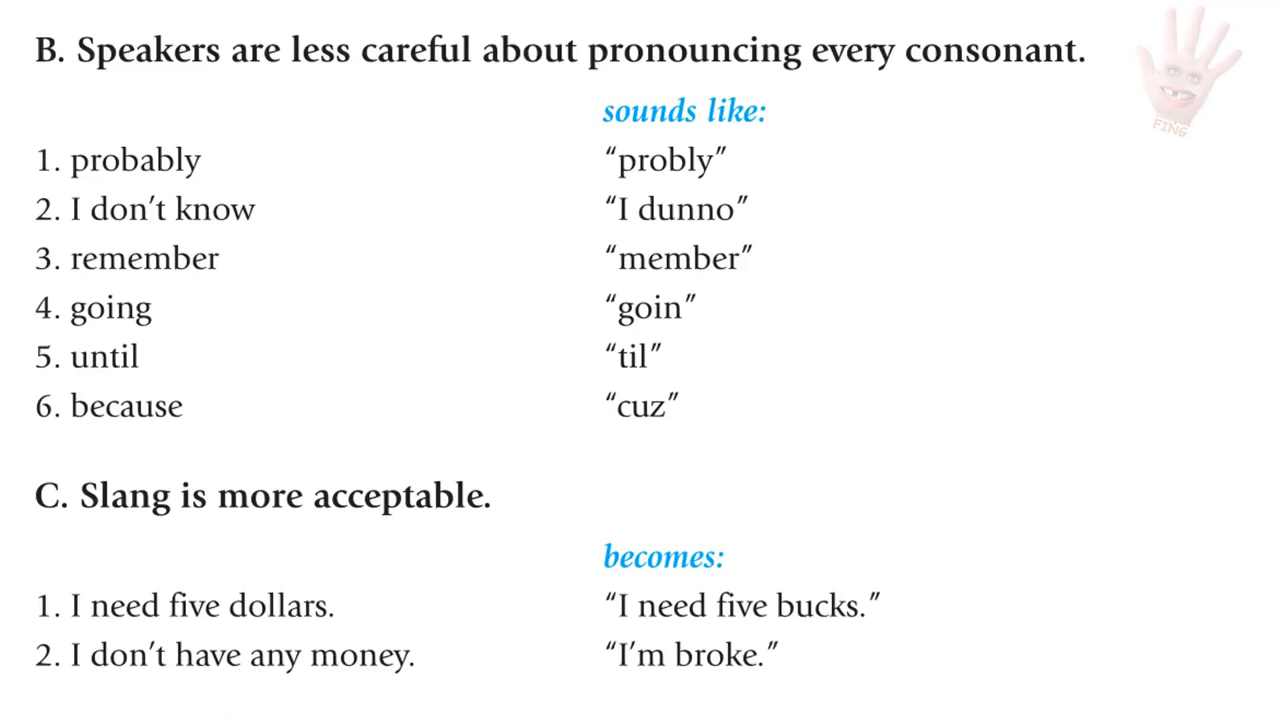 B. Speakers are less careful about pronouncing every consonant.
sounds like:
1. probably “probly”
2. I don’t know “I dunno”
3. remember “member”
4. going “goin”
5. until “til”
6. because “cuz”
C. Slang is more acceptable.
becomes:
1. I need five dollars. “I need five bucks.”
2. I don’t have any money. “I’m broke.”
FING